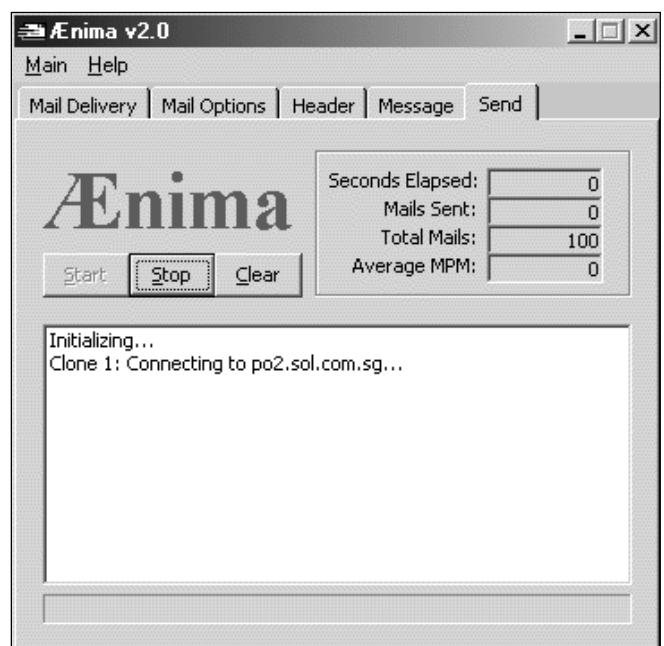 Ænima v2.0
Main Help
Mail Delivery Mail Options Header Message Send
Ænima
Seconds Elapsed: 0
Mails Sent: 0
Total Mails: 100
Average MPM: 0
Start Stop Clear
Initializing...
Clone 1: Connecting to po2.sol.com.sg...